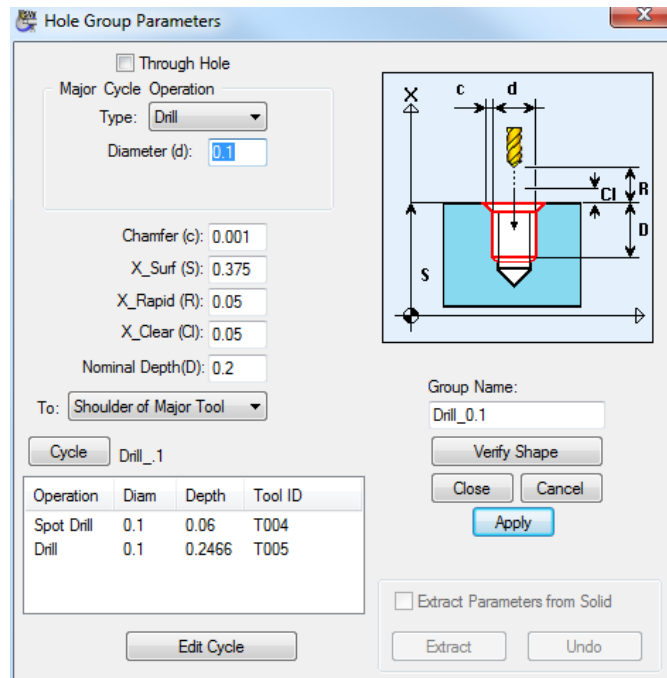 Hole Group Parameters
x
Through Hole
Major Cycle Operation
Type: Drill
Diameter (d): 0.1
Chamfer (c): 0.001
X_Surf (S): 0.375
X_Rapid (R): 0.05
X_Clear (Cl): 0.05
Nominal Depth(D): 0.2
To: Shoulder of Major Tool
Cycle Drill_.1
Operation Diam Depth Tool ID
Spot Drill 0.1 0.06 T004
Drill 0.1 0.2466 T005
Edit Cycle
X c d
Cl R
D
S
Group Name:
Drill_0.1
Verify Shape
Close Cancel
Apply
Extract Parameters from Solid
Extract Undo